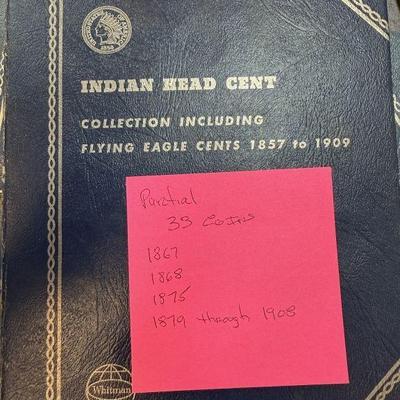 INDIAN HEAD CENT
COLLECTION INCLUDING
FLYING EAGLE CENTS 1857 to 1909
Partial
33 Coins
1867
1868
1875
1879 through 1908
Whitman